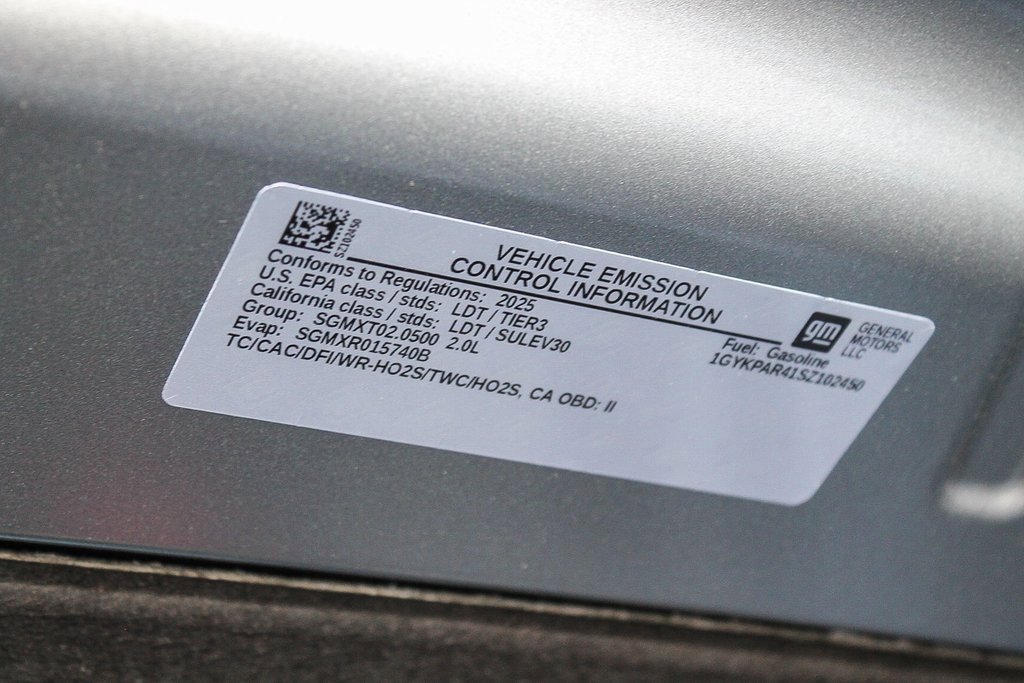 SZ102450
VEHICLE EMISSION
CONTROL INFORMATION
gm
GENERAL
MOTORS
LLC
Conforms to Regulations: 2025
U.S. EPA class / stds: LDT / TIER3
California class / stds: LDT / SULEV30
Group: SGMXT02.0500 2.0L
Evap: SGMXR015740B
TC/CAC/DFI/WR-HO2S/TWC/HO2S, CA OBD: II
Fuel: Gasoline
1GYKPAR41SZ102450